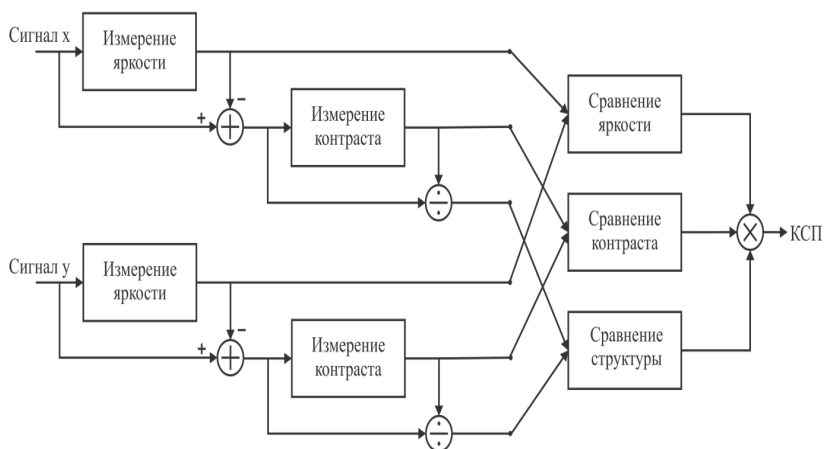 Сигнал x
Измерение
яркости
+
−
Измерение
контраста
÷
Сигнал y
Измерение
яркости
+
−
Измерение
контраста
÷
Сравнение
яркости
Сравнение
контраста
Сравнение
структуры
КСП